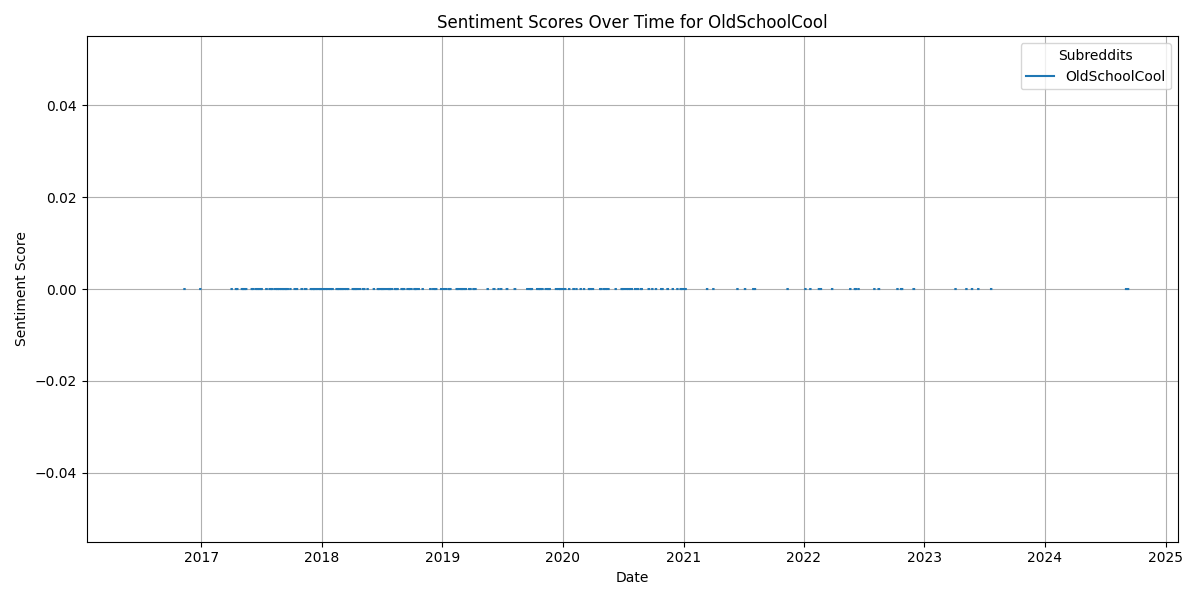 Sentiment Scores Over Time for OldSchoolCool
Subreddits
OldSchoolCool
Sentiment Score
0.04
0.02
0.00
−0.02
−0.04
2017 2018 2019 2020 2021 2022 2023 2024 2025
Date